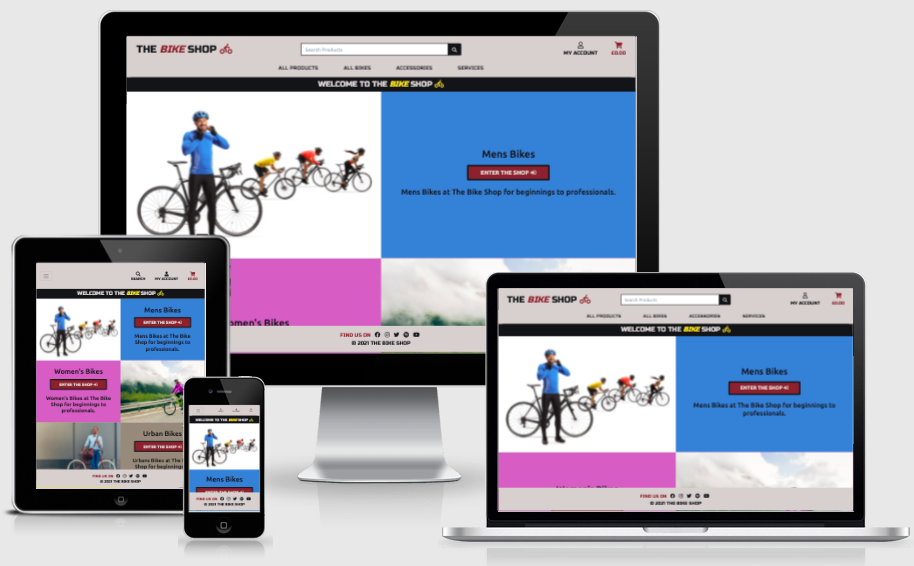 THE BIKE SHOP
Search Products
MY ACCOUNT
£0.00
ALL PRODUCTS
ALL BIKES
ACCESSORIES
SERVICES
WELCOME TO THE BIKE SHOP
Mens Bikes
ENTER THE SHOP
Mens Bikes at The Bike Shop for beginnings to professionals.
omen's Bikes
FIND US ON
© 2021 THE BIKE SHOP
SEARCH
MY ACCOUNT
£0.00
WELCOME TO THE BIKE SHOP
Mens Bikes
ENTER THE SHOP
Mens Bikes at The Bike
Shop for beginnings to
professionals.
Women's Bikes
ENTER THE SHOP
Women's Bikes at The Bike
Shop for beginnings to
professionals.
Urban Bikes
ENTER THE SHOP
Urbans Bikes at The Bike
Shop for beginnings to
FIND US ON
© 2021 THE BIKE SHOP
WELCOME TO THE BIKE SHOP
Mens Bikes
ENTER THE SHOP
FIND US ON
© 2021 THE BIKE SHOP
THE BIKE SHOP
Search Products
MY ACCOUNT
£0.00
ALL PRODUCTS
ALL BIKES
ACCESSORIES
SERVICES
WELCOME TO THE BIKE SHOP
Mens Bikes
ENTER THE SHOP
Mens Bikes at The Bike Shop for beginnings to
professionals.
FIND US ON
© 2021 THE BIKE SHOP